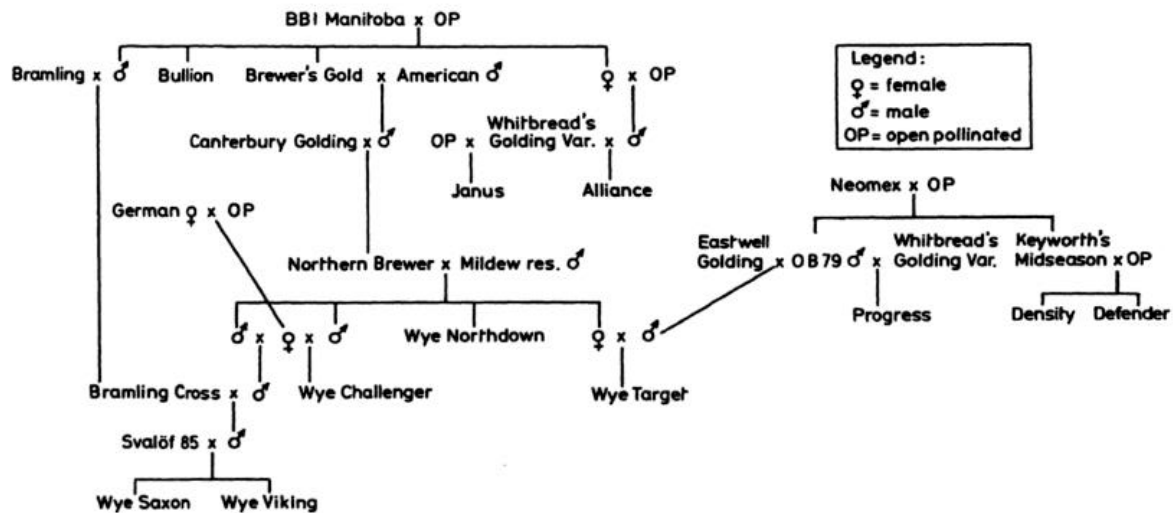 BB1 Manitoba x OP
Bramling x ♂ Bullion Brewer's Gold x American ♂ ♀ x OP
Legend:
♀ = female
♂ = male
OP = open pollinated
Canterbury Golding x ♂
OP x Whitbread's Golding Var. x ♂
Janus Alliance
Neomex x OP
German ♀ x OP
Northern Brewer x Mildew res. ♂
Eastwell Golding x OB79 ♂ x Whitbread's Golding Var.
Keyworth's Midseason x OP
Progress Density Defender
♂ x ♀ x ♂ Wye Northdown ♀ x ♂
Bramling Cross x ♂ Wye Challenger Wye Target
Svalöf 85 x ♂
Wye Saxon Wye Viking